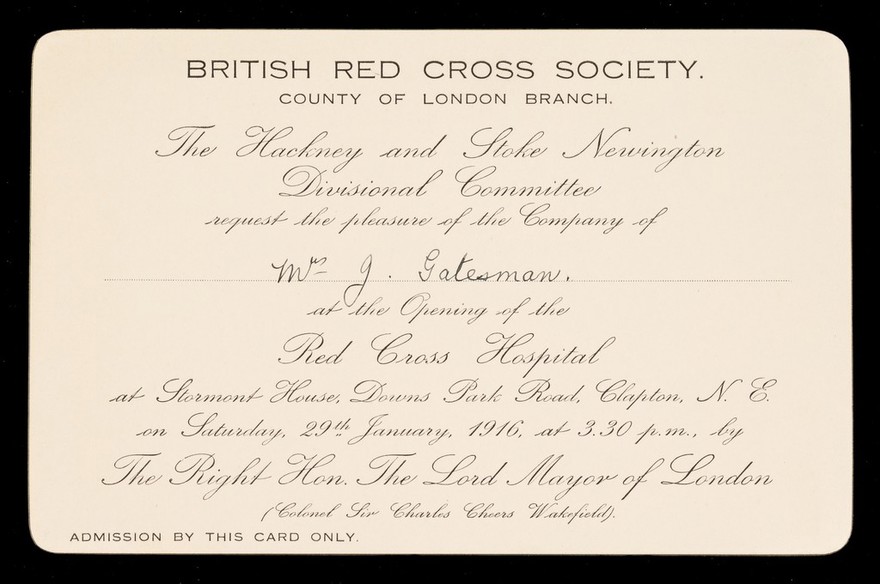 BRITISH RED CROSS SOCIETY.
COUNTY OF LONDON BRANCH.
The Hackney and Stoke Newington
Divisional Committee
request the pleasure of the Company of
Mrs J. Gatesman.
at the Opening of the
Red Cross Hospital
at Stormont House, Downs Park Road, Clapton, N. E.
on Saturday, 29th January, 1916, at 3.30 p.m., by
The Right Hon. The Lord Mayor of London
(Colonel Sir Charles Cheers Wakefield).
ADMISSION BY THIS CARD ONLY.